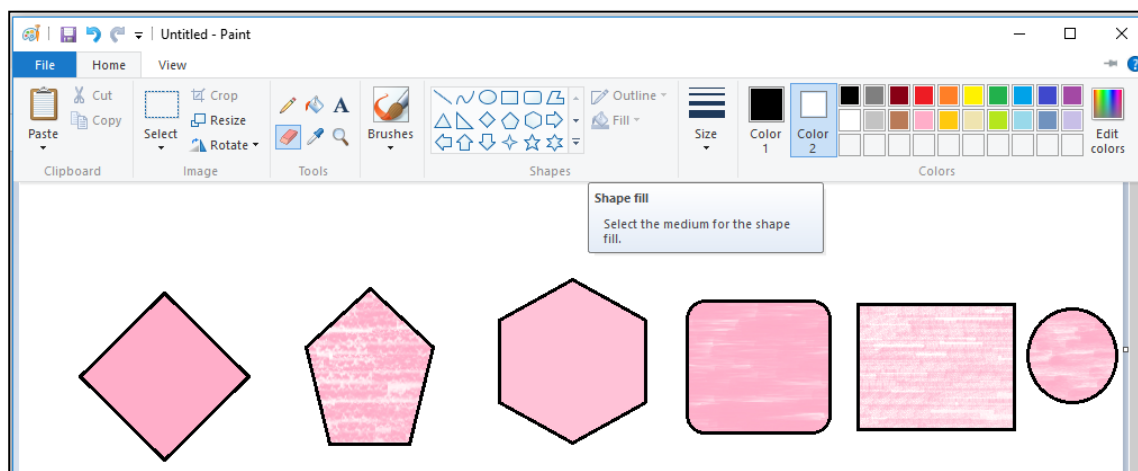 Untitled - Paint
File Home View
Paste
Cut
Copy
Clipboard
Select
Crop
Resize
Rotate
Image
A
Tools
Brushes
Outline
Fill
Shapes
Size
Color
1
Color
2
Edit
colors
Colors
?
Shape fill
Select the medium for the shape
fill.